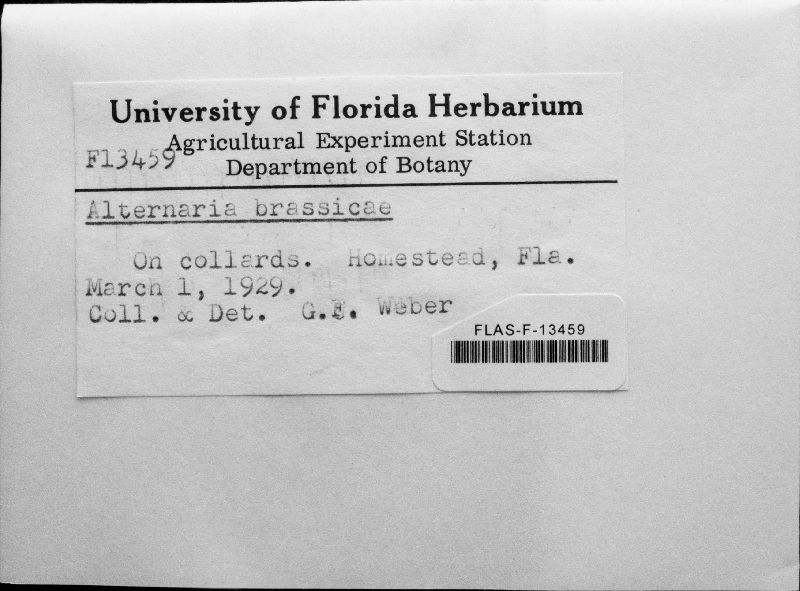 University of Florida Herbarium
Agricultural Experiment Station
F13459
Department of Botany
Alternaria brassicae
On collards. Homestead, Fla.
March 1, 1929.
Coll. & Det. G.F. Weber
FLAS-F-13459